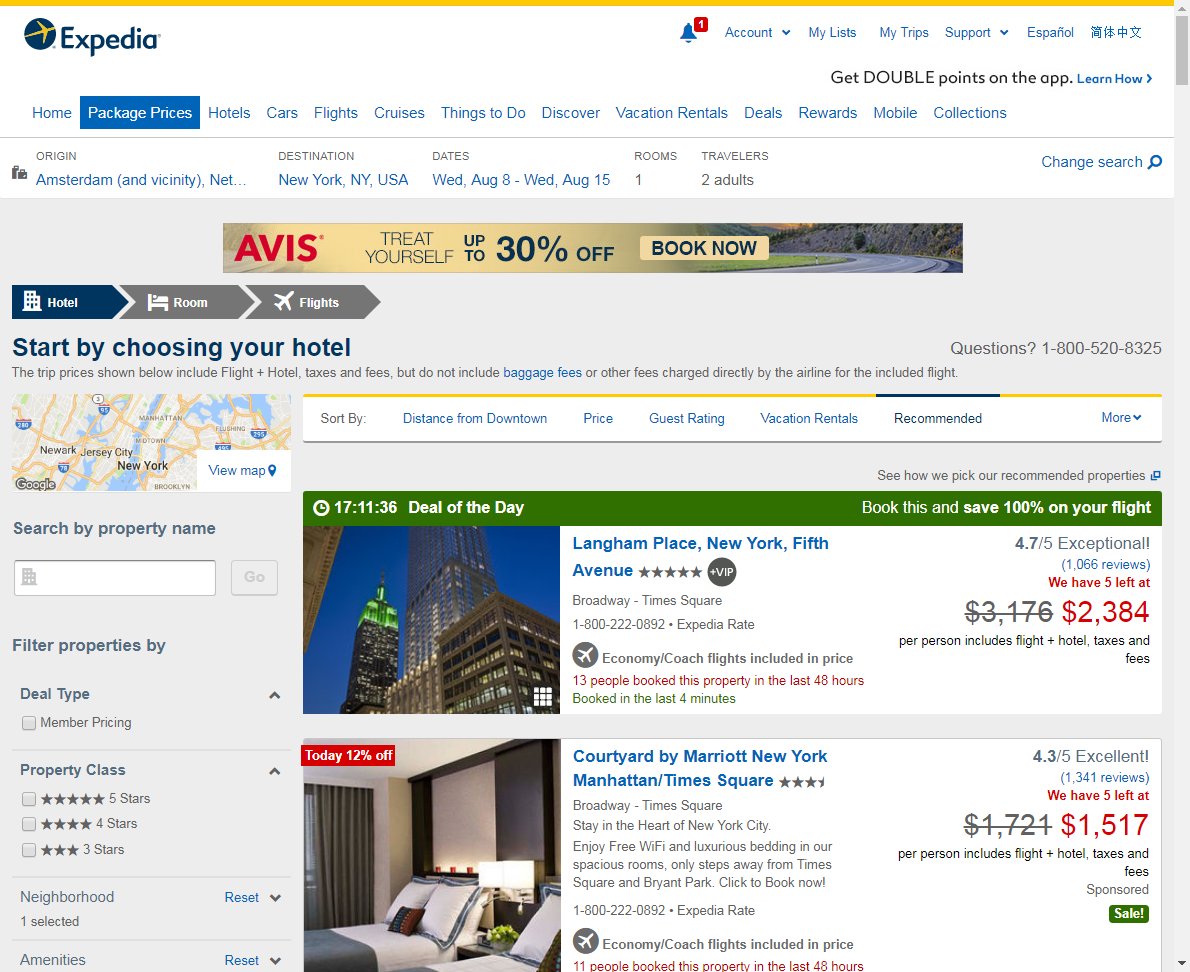 Expedia
1
Account
My Lists
My Trips
Support
Español
简体中文
Get DOUBLE points on the app. Learn How
Home
Package Prices
Hotels
Cars
Flights
Cruises
Things to Do
Discover
Vacation Rentals
Deals
Rewards
Mobile
Collections
ORIGIN
Amsterdam (and vicinity), Net...
DESTINATION
New York, NY, USA
DATES
Wed, Aug 8 - Wed, Aug 15
ROOMS
1
TRAVELERS
2 adults
Change search
AVIS
TREAT YOURSELF
UP TO
30% OFF
BOOK NOW
Hotel
Room
Flights
Start by choosing your hotel
Questions? 1-800-520-8325
The trip prices shown below include Flight + Hotel, taxes and fees, but do not include baggage fees or other fees charged directly by the airline for the included flight.
3
95
MANHATTAN
280
FLUSHING
295
MIDTOWN
495
Newark
Jersey City
78
New York
BROOKLYN
Google
View map
Sort By:
Distance from Downtown
Price
Guest Rating
Vacation Rentals
Recommended
More
See how we pick our recommended properties
Search by property name
Go
Filter properties by
Deal Type
Member Pricing
Property Class
5 Stars
4 Stars
3 Stars
Neighborhood
Reset
1 selected
Amenities
Reset
17:11:36 Deal of the Day
Book this and save 100% on your flight
Langham Place, New York, Fifth
Avenue ★★★★★ +VIP
Broadway - Times Square
1-800-222-0892 • Expedia Rate
Economy/Coach flights included in price
13 people booked this property in the last 48 hours
Booked in the last 4 minutes
4.7/5 Exceptional!
(1,066 reviews)
We have 5 left at
$3,176 $2,384
per person includes flight + hotel, taxes and
fees
Today 12% off
Courtyard by Marriott New York
Manhattan/Times Square
Broadway - Times Square
Stay in the Heart of New York City.
Enjoy Free WiFi and luxurious bedding in our
spacious rooms, only steps away from Times
Square and Bryant Park. Click to Book now!
1-800-222-0892 • Expedia Rate
Economy/Coach flights included in price
11 people booked this property in the last 48 hours
4.3/5 Excellent!
(1,341 reviews)
We have 5 left at
$1,721 $1,517
per person includes flight + hotel, taxes and
fees
Sponsored
Sale!